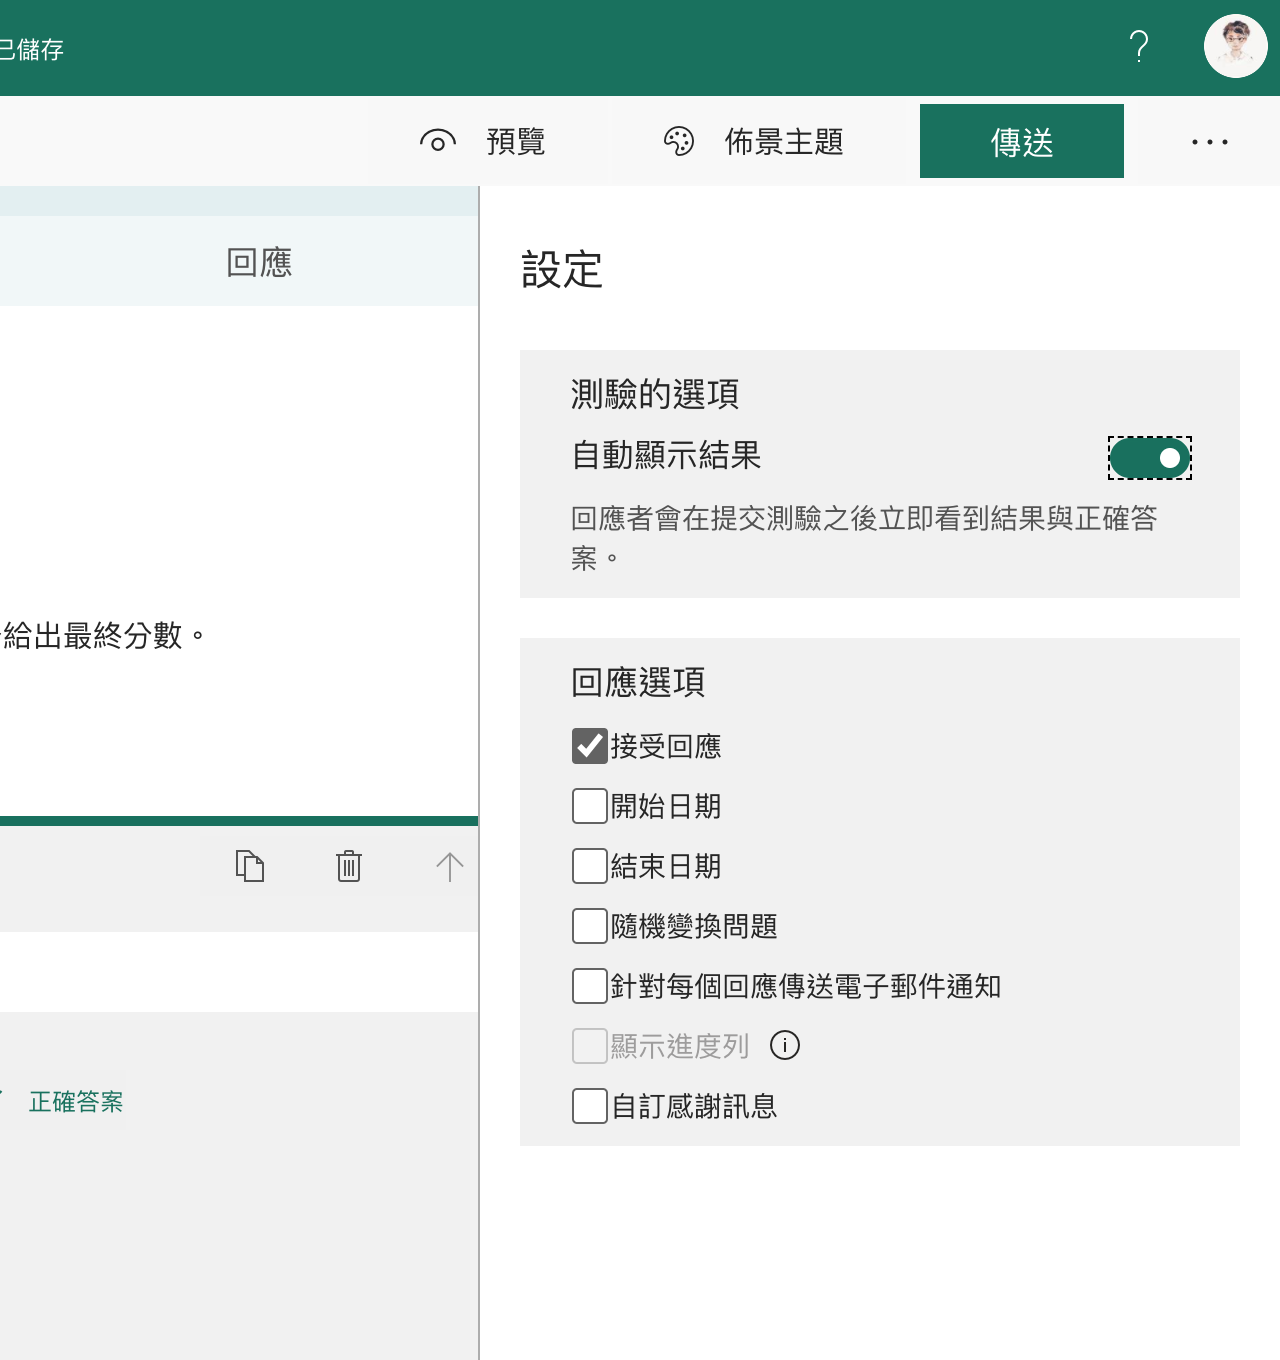 已儲存
預覽
佈景主題
傳送
回應
設定
測驗的選項
自動顯示結果
回應者會在提交測驗之後立即看到結果與正確答
案。
給出最終分數。
回應選項
接受回應
開始日期
結束日期
隨機變換問題
針對每個回應傳送電子郵件通知
顯示進度列
自訂感謝訊息
正確答案